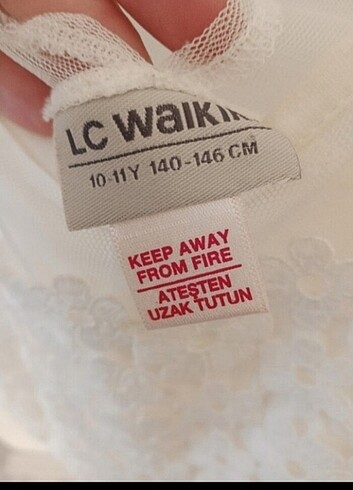 LC Waiki
10-11Y 140-146 CM
KEEP AWAY
FROM FIRE
ATEŞTEN
UZAK TUTUN